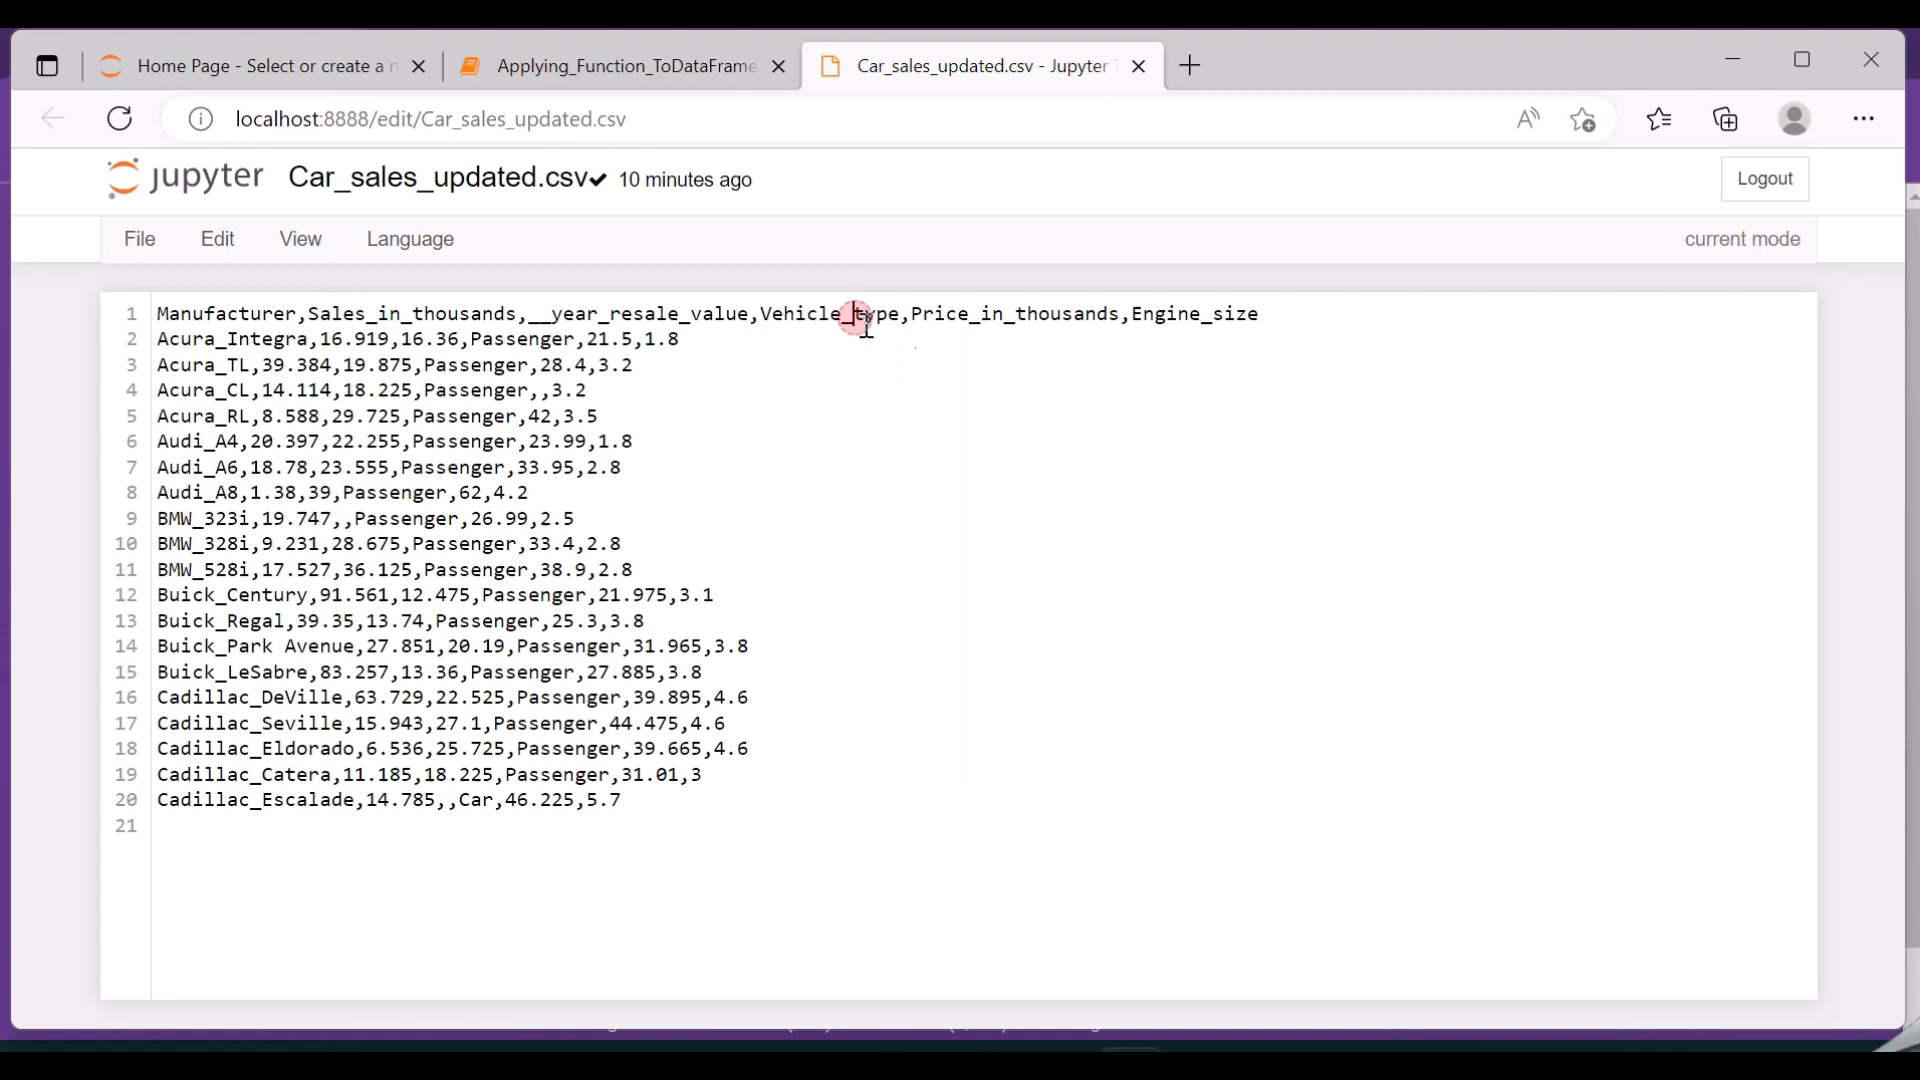 Home Page - Select or create a n
Applying_Function_ToDataFrame
Car_sales_updated.csv - Jupyter T
localhost:8888/edit/Car_sales_updated.csv
jupyter Car_sales_updated.csv 10 minutes ago
Logout
File Edit View Language
current mode
1 Manufacturer,Sales_in_thousands,__year_resale_value,Vehicle_type,Price_in_thousands,Engine_size
2 Acura_Integra,16.919,16.36,Passenger,21.5,1.8
3 Acura_TL,39.384,19.875,Passenger,28.4,3.2
4 Acura_CL,14.114,18.225,Passenger,,3.2
5 Acura_RL,8.588,29.725,Passenger,42,3.5
6 Audi_A4,20.397,22.255,Passenger,23.99,1.8
7 Audi_A6,18.78,23.555,Passenger,33.95,2.8
8 Audi_A8,1.38,39,Passenger,62,4.2
9 BMW_323i,19.747,,Passenger,26.99,2.5
10 BMW_328i,9.231,28.675,Passenger,33.4,2.8
11 BMW_528i,17.527,36.125,Passenger,38.9,2.8
12 Buick_Century,91.561,12.475,Passenger,21.975,3.1
13 Buick_Regal,39.35,13.74,Passenger,25.3,3.8
14 Buick_Park Avenue,27.851,20.19,Passenger,31.965,3.8
15 Buick_LeSabre,83.257,13.36,Passenger,27.885,3.8
16 Cadillac_DeVille,63.729,22.525,Passenger,39.895,4.6
17 Cadillac_Seville,15.943,27.1,Passenger,44.475,4.6
18 Cadillac_Eldorado,6.536,25.725,Passenger,39.665,4.6
19 Cadillac_Catera,11.185,18.225,Passenger,31.01,3
20 Cadillac_Escalade,14.785,,Car,46.225,5.7
21